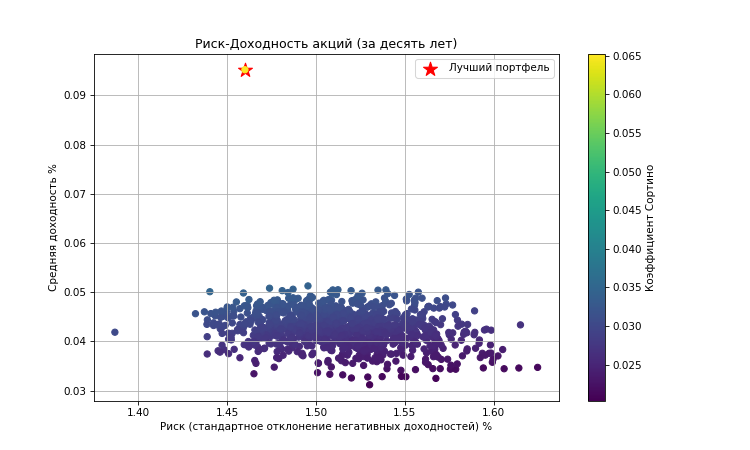 Риск-Доходность акций (за десять лет)
Лучший портфель
Средняя доходность %
0.09
0.08
0.07
0.06
0.05
0.04
0.03
1.40 1.45 1.50 1.55 1.60
Риск (стандартное отклонение негативных доходностей) %
0.065
0.060
0.055
0.050
0.045
0.040
0.035
0.030
0.025
Коэффициент Сортино